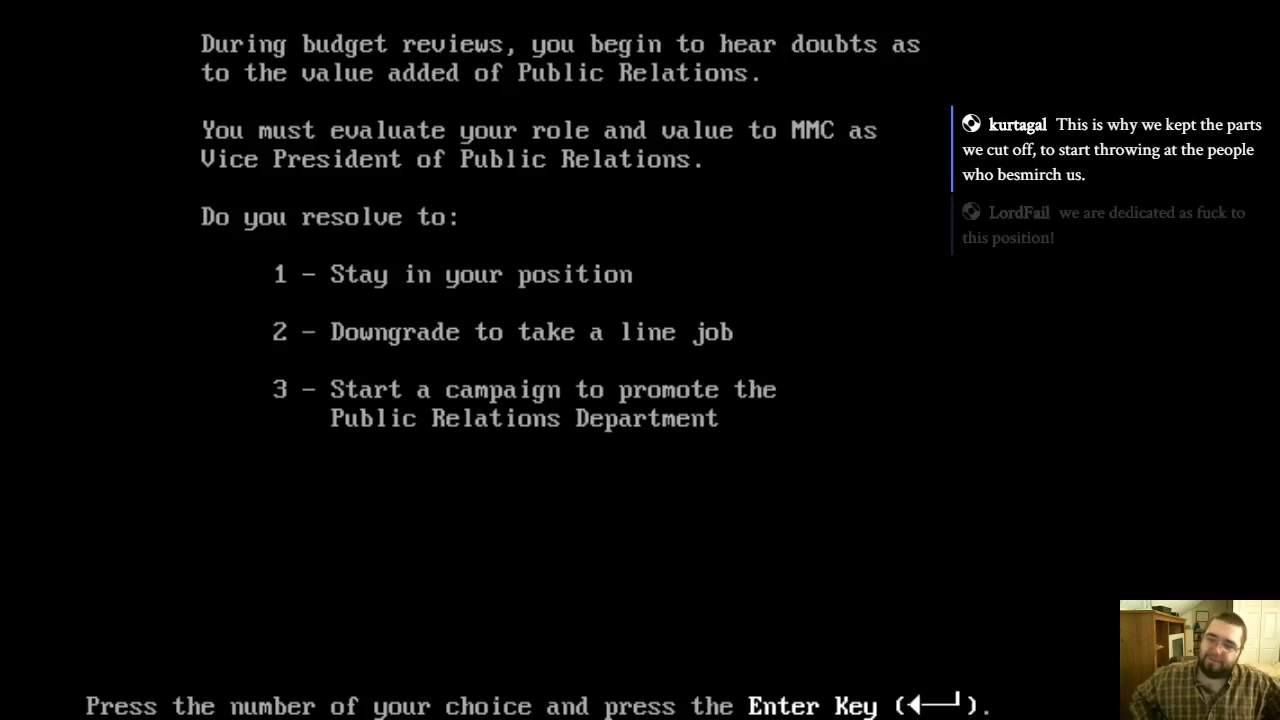 During budget reviews, you begin to hear doubts as
to the value added of Public Relations.
You must evaluate your role and value to MMC as
Vice President of Public Relations.
Do you resolve to:
1 - Stay in your position
2 - Downgrade to take a line job
3 - Start a campaign to promote the
Public Relations Department
Press the number of your choice and press the Enter Key (◄─┘).
kurtagal This is why we kept the parts
we cut off, to start throwing at the people
who besmirch us.
LordFail we are dedicated as fuck to
this position!